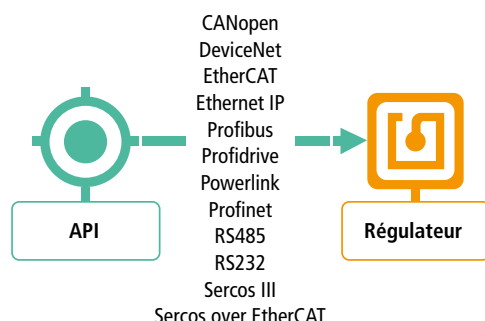 CANopen
DeviceNet
EtherCAT
Ethernet IP
Profibus
Profidrive
Powerlink
Profinet
RS485
RS232
Sercos III
Sercos over EtherCAT
API
Régulateur